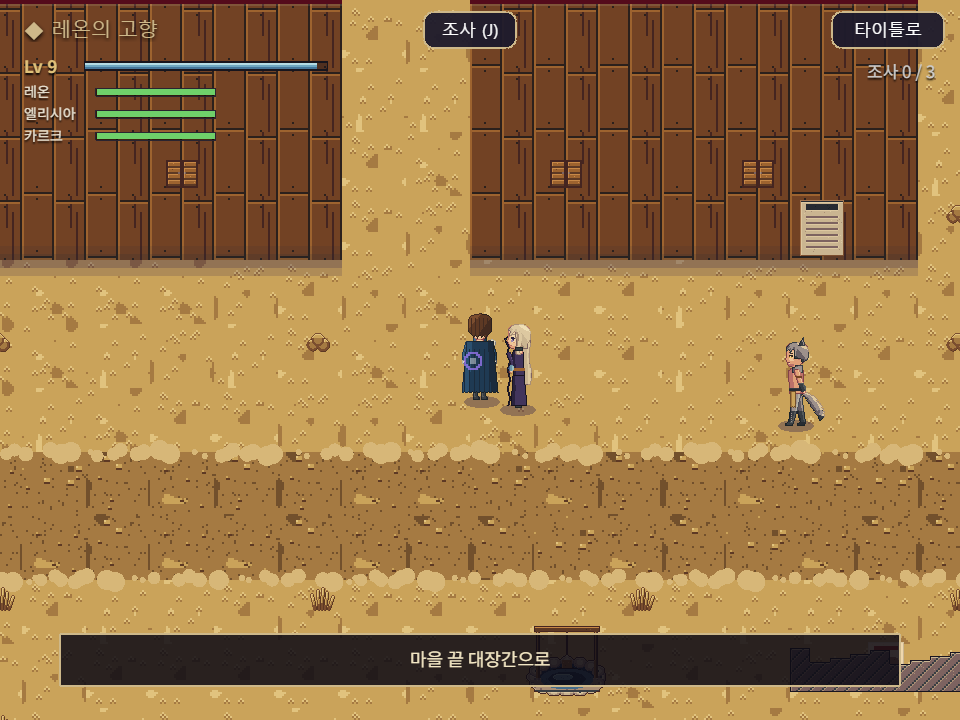 레온의 고향
조사 (J)
타이틀로
Lv 9
조사 0 / 3
레온
엘리시아
카르크
마을 끝 대장간으로